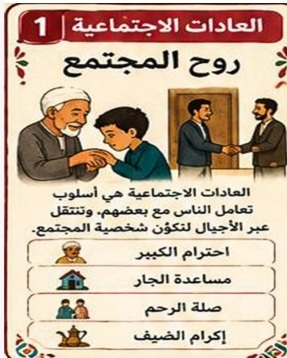 العادات الاجتماعية 1
روح المجتمع
العادات الاجتماعية هي أسلوب
تعامل الناس مع بعضهم، وتنتقل
عبر الأجيال لتكوّن شخصية المجتمع.
احترام الكبير
مساعدة الجار
صلة الرحم
إكرام الضيف